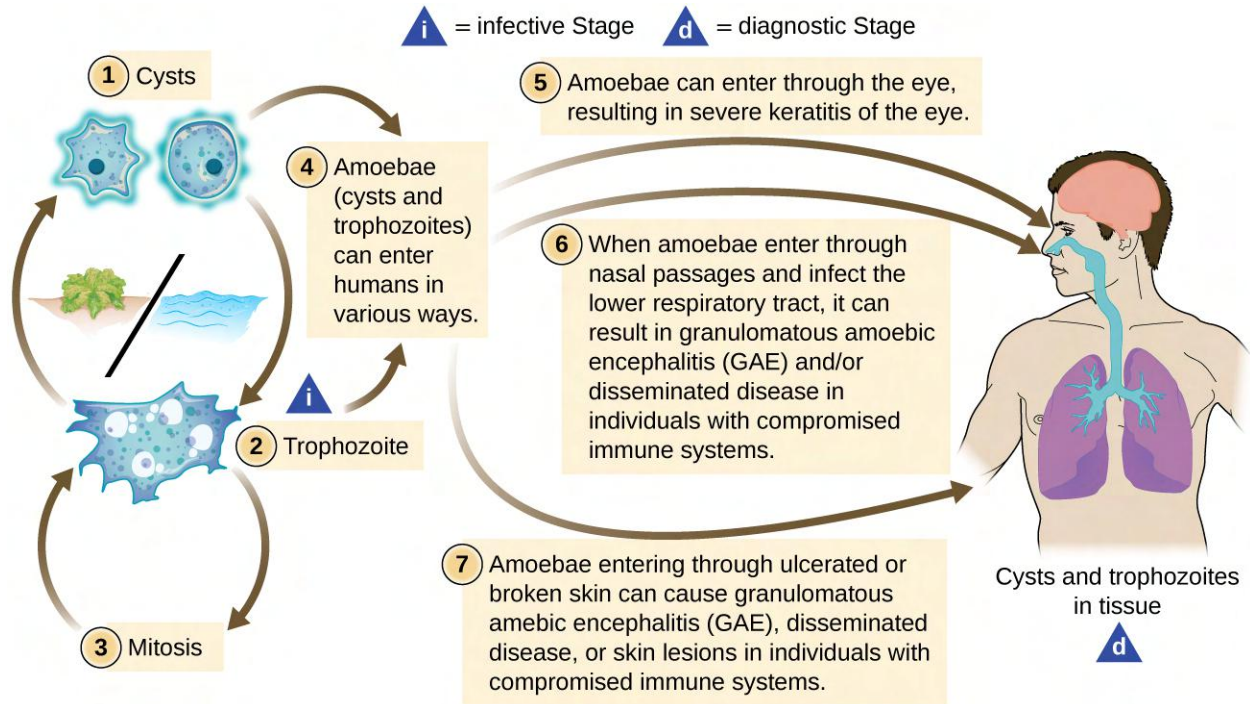 i = infective Stage
d = diagnostic Stage
1 Cysts
2 Trophozoite
i
3 Mitosis
4 Amoebae
(cysts and
trophozoites)
can enter
humans in
various ways.
5 Amoebae can enter through the eye,
resulting in severe keratitis of the eye.
6 When amoebae enter through
nasal passages and infect the
lower respiratory tract, it can
result in granulomatous amoebic
encephalitis (GAE) and/or
disseminated disease in
individuals with compromised
immune systems.
7 Amoebae entering through ulcerated or
broken skin can cause granulomatous
amebic encephalitis (GAE), disseminated
disease, or skin lesions in individuals with
compromised immune systems.
Cysts and trophozoites
in tissue
d